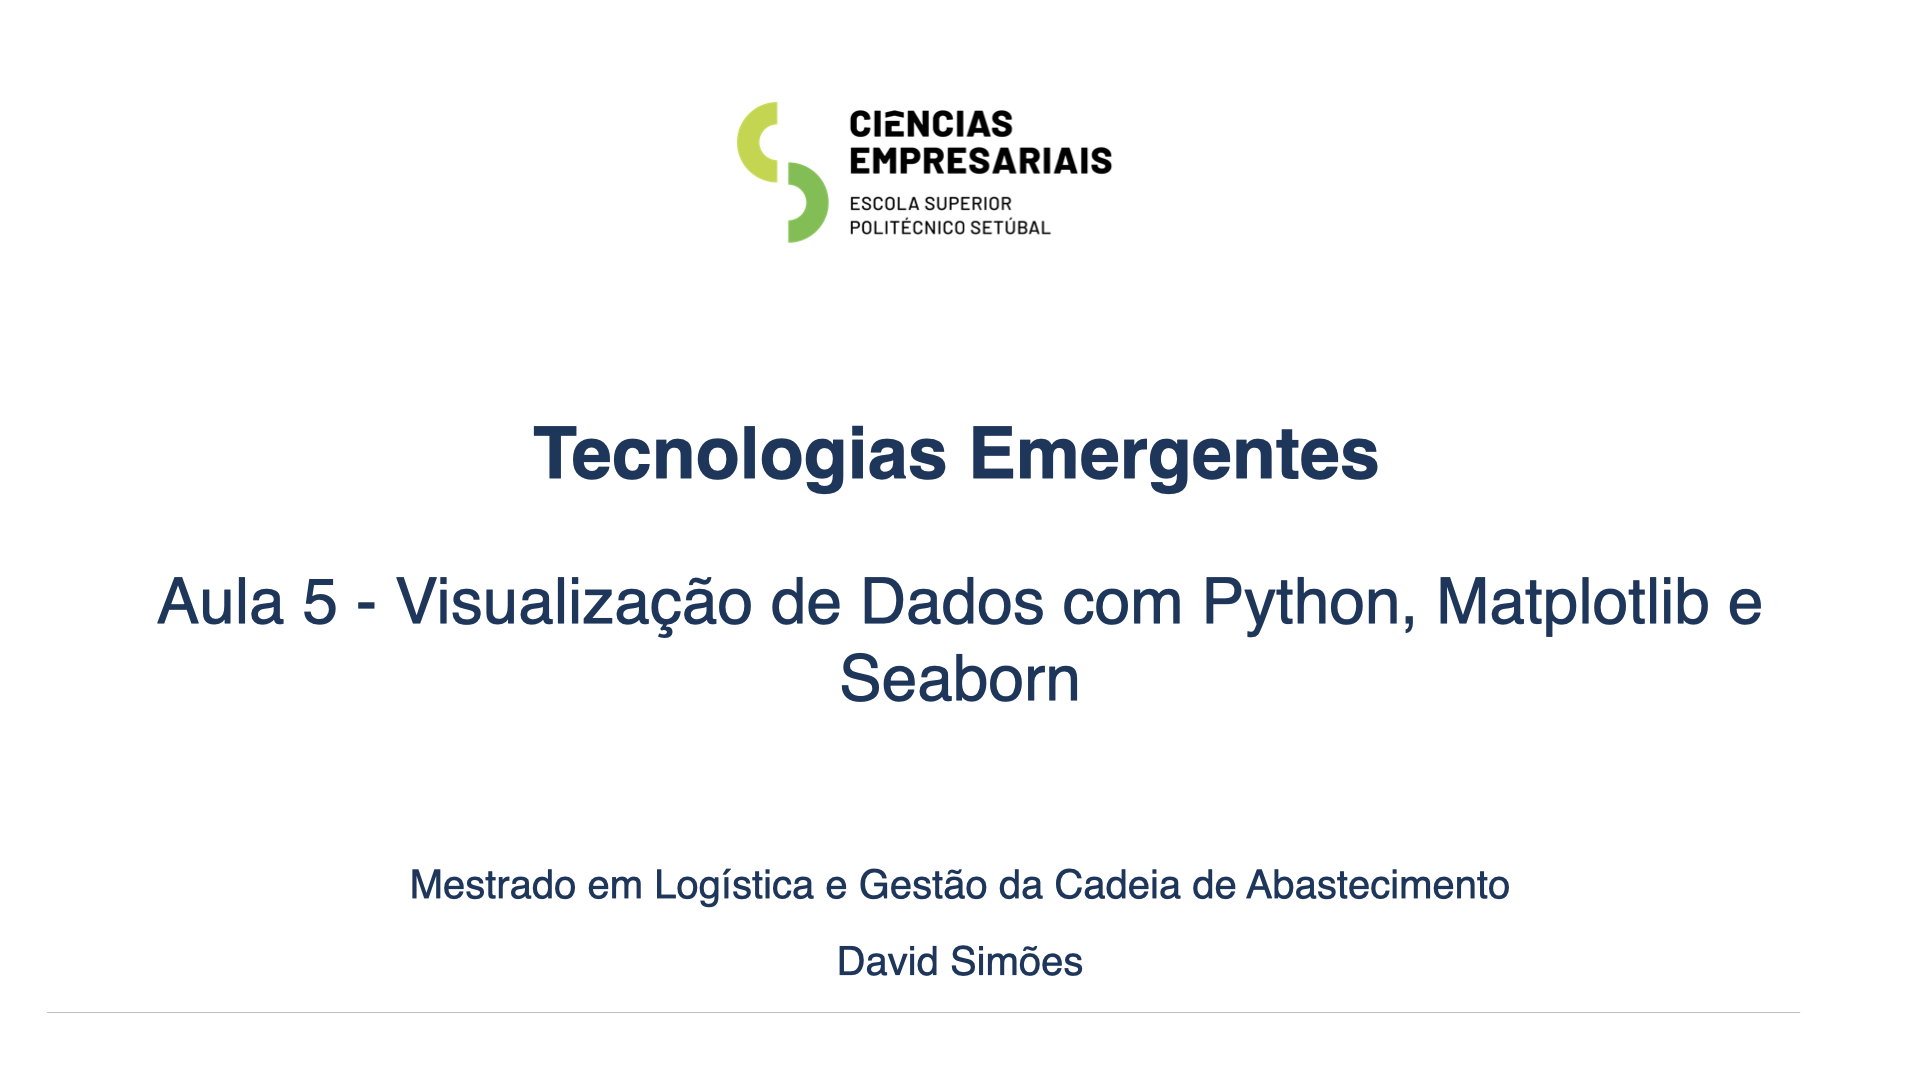 CIÊNCIAS
EMPRESARIAIS
ESCOLA SUPERIOR
POLITÉCNICO SETÚBAL
Tecnologias Emergentes
Aula 5 - Visualização de Dados com Python, Matplotlib e
Seaborn
Mestrado em Logística e Gestão da Cadeia de Abastecimento
David Simões